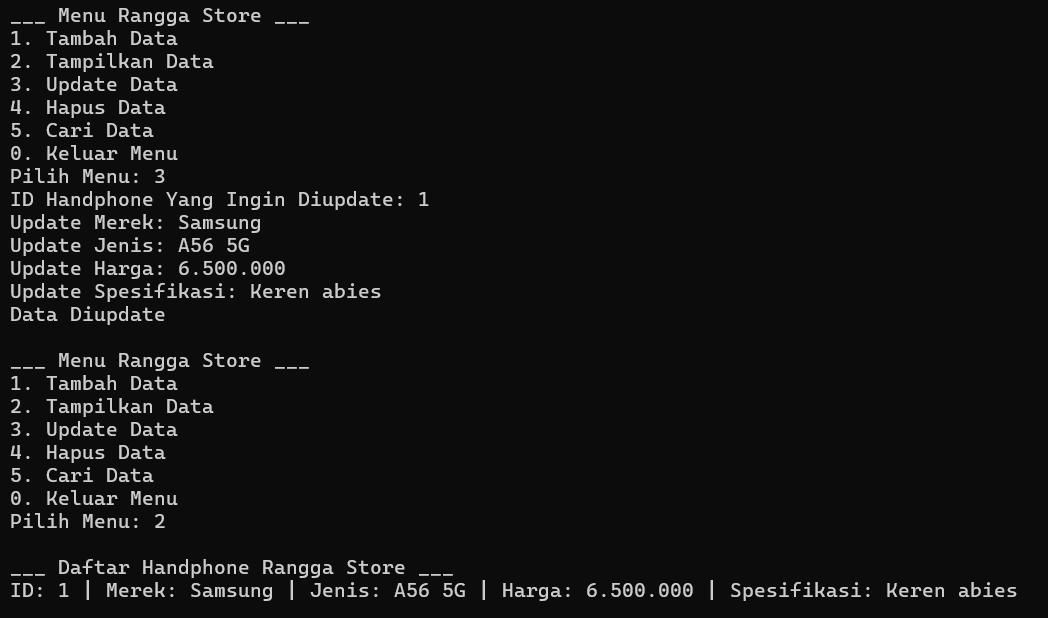 ___ Menu Rangga Store ___
1. Tambah Data
2. Tampilkan Data
3. Update Data
4. Hapus Data
5. Cari Data
0. Keluar Menu
Pilih Menu: 3
ID Handphone Yang Ingin Diupdate: 1
Update Merek: Samsung
Update Jenis: A56 5G
Update Harga: 6.500.000
Update Spesifikasi: Keren abies
Data Diupdate
___ Menu Rangga Store ___
1. Tambah Data
2. Tampilkan Data
3. Update Data
4. Hapus Data
5. Cari Data
0. Keluar Menu
Pilih Menu: 2
___ Daftar Handphone Rangga Store ___
ID: 1 | Merek: Samsung | Jenis: A56 5G | Harga: 6.500.000 | Spesifikasi: Keren abies